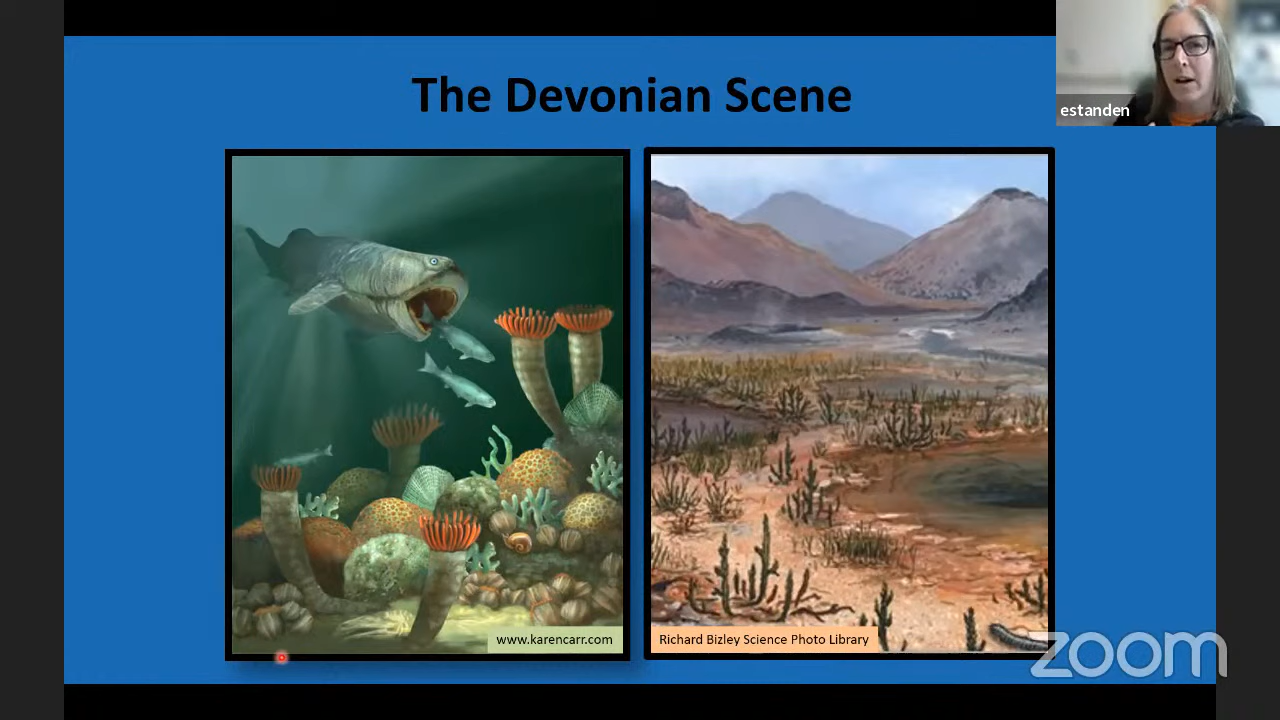 The Devonian Scene
estanden
www.karencarr.com
Richard Bizley Science Photo Library
zoom